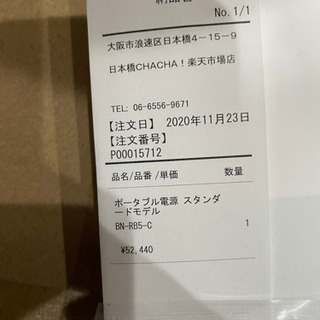 No.1/1
大阪市浪速区日本橋4-15-9
日本橋CHACHA!楽天市場店
TEL: 06-6556-9671
【注文日】 2020年11月23日
【注文番号】
P00015712
品名/品番 /単価 数量
ポータブル電源 スタンダ
ードモデル
BN-RB5-C 1
¥52,440